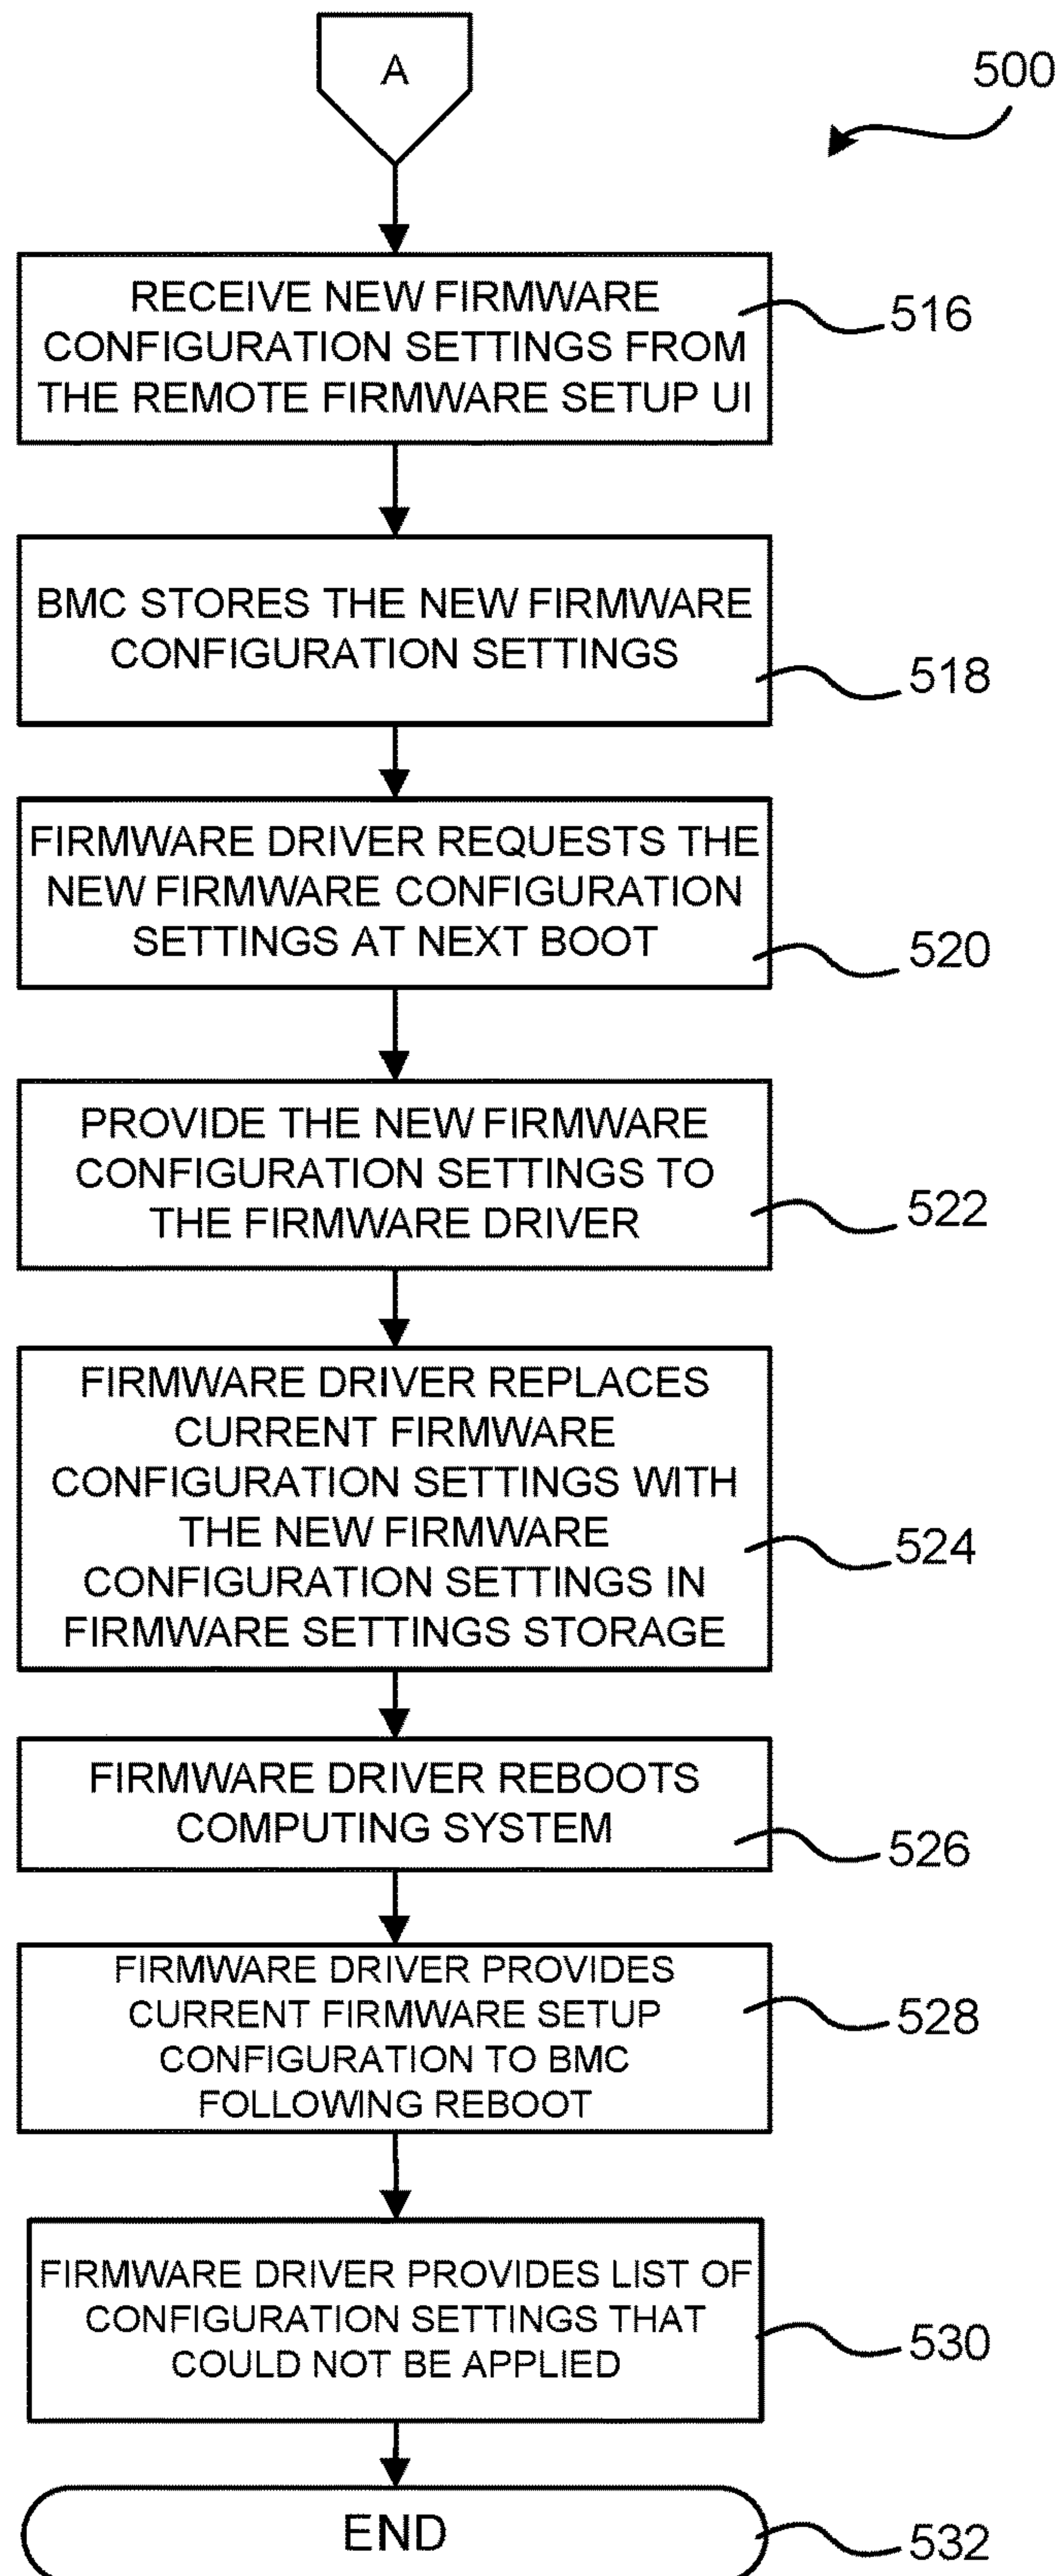 A
500
RECEIVE NEW FIRMWARE
CONFIGURATION SETTINGS FROM
THE REMOTE FIRMWARE SETUP UI
516
BMC STORES THE NEW FIRMWARE
CONFIGURATION SETTINGS
518
FIRMWARE DRIVER REQUESTS THE
NEW FIRMWARE CONFIGURATION
SETTINGS AT NEXT BOOT
520
PROVIDE THE NEW FIRMWARE
CONFIGURATION SETTINGS TO
THE FIRMWARE DRIVER
522
FIRMWARE DRIVER REPLACES
CURRENT FIRMWARE
CONFIGURATION SETTINGS WITH
THE NEW FIRMWARE
CONFIGURATION SETTINGS IN
FIRMWARE SETTINGS STORAGE
524
FIRMWARE DRIVER REBOOTS
COMPUTING SYSTEM
526
FIRMWARE DRIVER PROVIDES
CURRENT FIRMWARE SETUP
CONFIGURATION TO BMC
FOLLOWING REBOOT
528
FIRMWARE DRIVER PROVIDES LIST OF
CONFIGURATION SETTINGS THAT
COULD NOT BE APPLIED
530
END
532